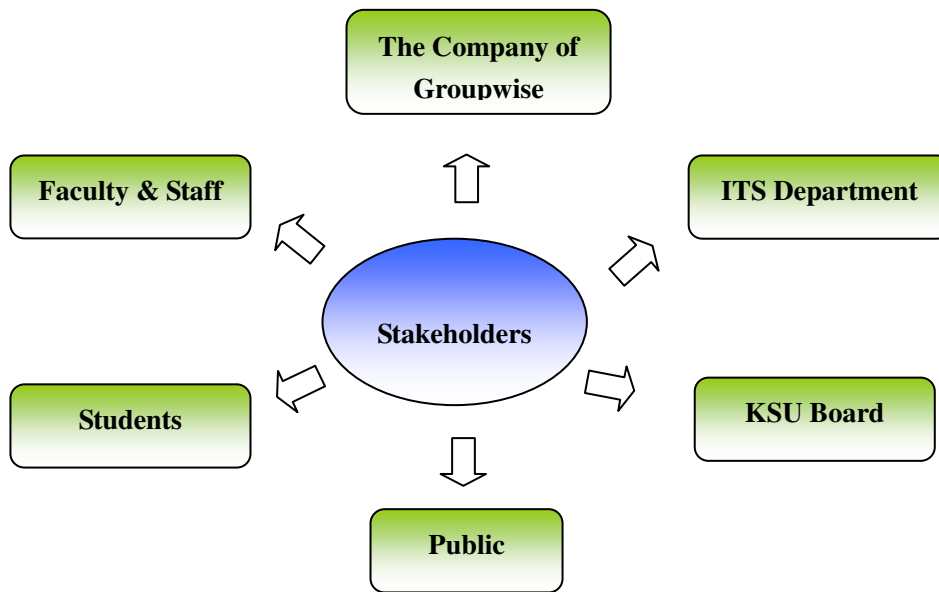 The Company of
Groupwise
Faculty & Staff
ITS Department
Stakeholders
Students
KSU Board
Public